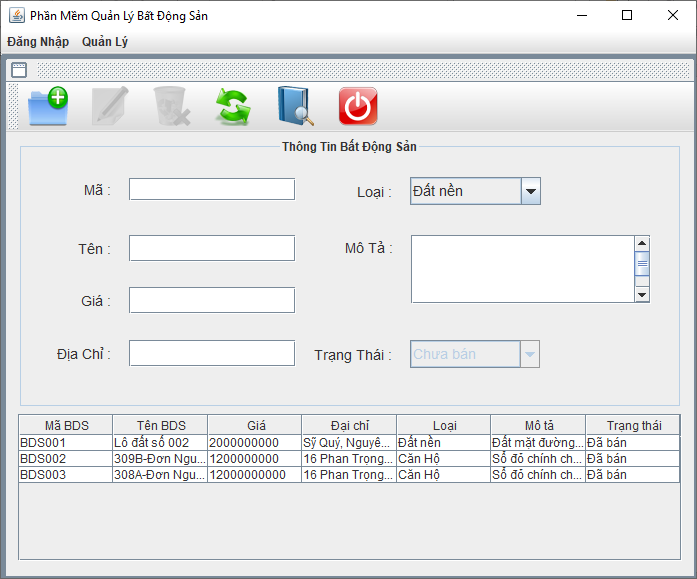 Phần Mềm Quản Lý Bất Động Sản
Đăng Nhập Quản Lý
Thông Tin Bất Động Sản
Mã : Loại : Đất nền
Tên : Mô Tả :
Giá :
Địa Chỉ : Trạng Thái : Chưa bán
Mã BDS Tên BDS Giá Đại chỉ Loại Mô tả Trạng thái
BDS001 Lô đất số 002 2000000000 Sỹ Quý, Nguyê... Đất nền Đất mặt đường... Đã bán
BDS002 309B-Đơn Ngu... 1200000000 16 Phan Trọng... Căn Hộ Sổ đỏ chính ch... Đã bán
BDS003 308A-Đơn Ngu... 12000000000 16 Phan Trọng... Căn Hộ Sổ đỏ chính ch... Đã bán